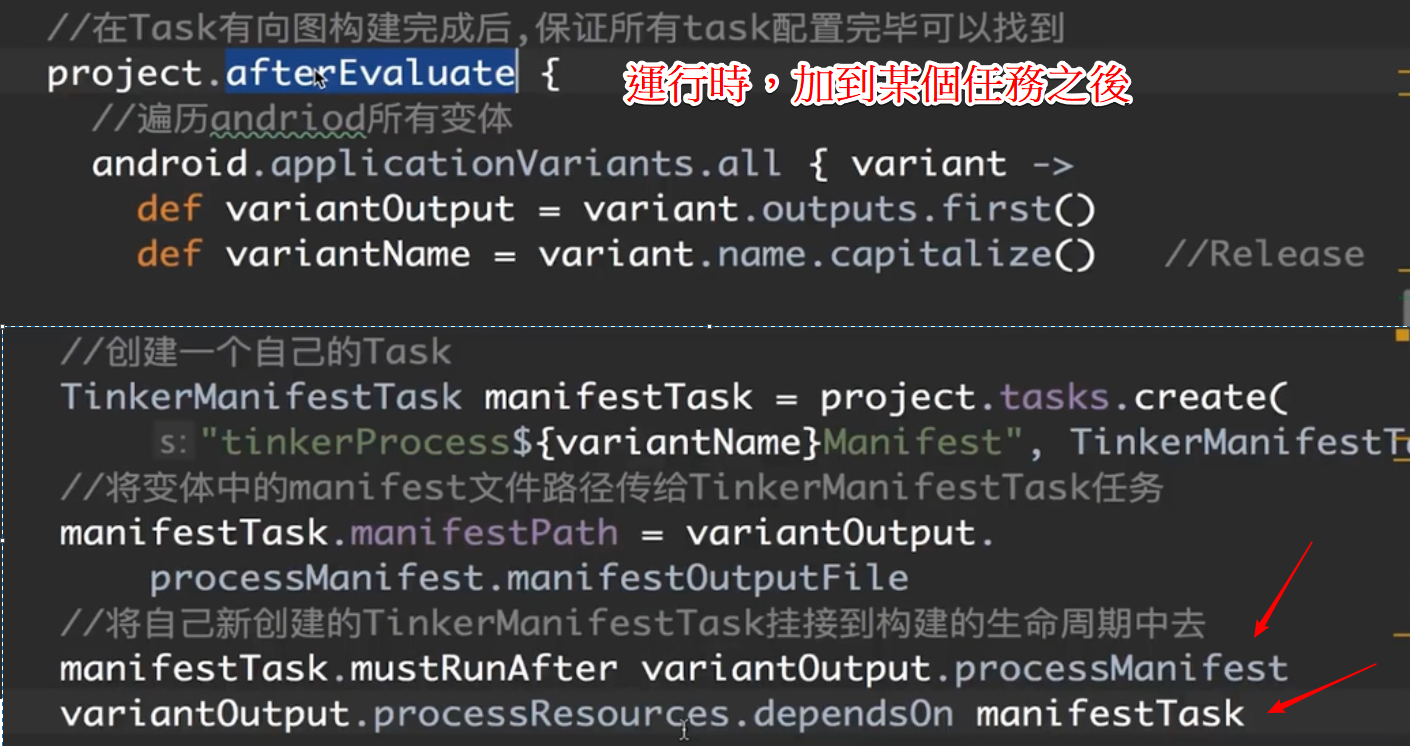 //在Task有向图构建完成后,保证所有task配置完毕可以找到
project.afterEvaluate {
運行時，加到某個任務之後
//遍历andriod所有变体
android.applicationVariants.all { variant ->
def variantOutput = variant.outputs.first()
def variantName = variant.name.capitalize() //Release
//创建一个自己的Task
TinkerManifestTask manifestTask = project.tasks.create(
s: "tinkerProcess${variantName}Manifest", TinkerManifestT
//将变体中的manifest文件路径传给TinkerManifestTask任务
manifestTask.manifestPath = variantOutput.
processManifest.manifestOutputFile
//将自己新创建的TinkerManifestTask挂接到构建的生命周期中去
manifestTask.mustRunAfter variantOutput.processManifest
variantOutput.processResources.dependsOn manifestTask